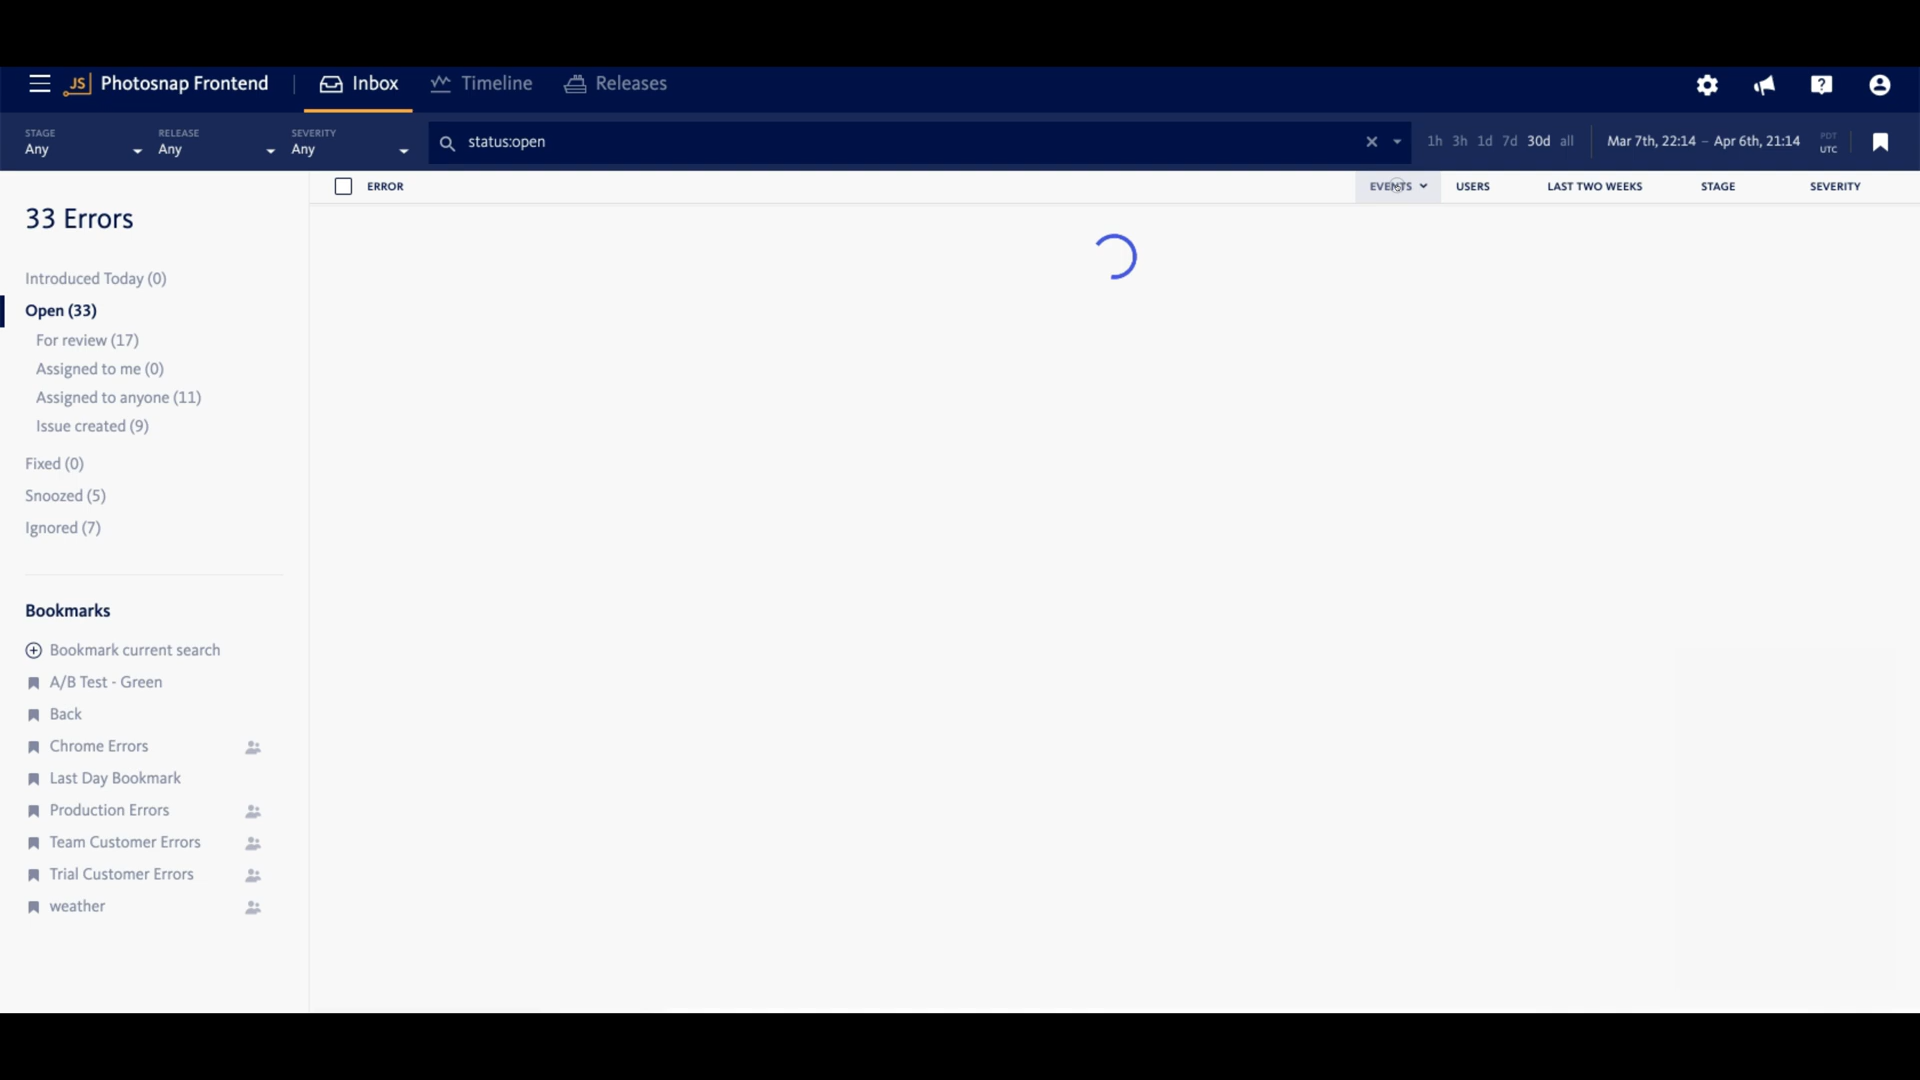 JS Photosnap Frontend Inbox Timeline Releases
STAGE RELEASE SEVERITY
Any Any Any
status:open
1h 3h 1d 7d 30d all
Mar 7th, 22:14 – Apr 6th, 21:14
PDT
UTC
ERROR EVENTS USERS LAST TWO WEEKS STAGE SEVERITY
33 Errors
Introduced Today (0)
Open (33)
For review (17)
Assigned to me (0)
Assigned to anyone (11)
Issue created (9)
Fixed (0)
Snoozed (5)
Ignored (7)
Bookmarks
Bookmark current search
A/B Test - Green
Back
Chrome Errors
Last Day Bookmark
Production Errors
Team Customer Errors
Trial Customer Errors
weather